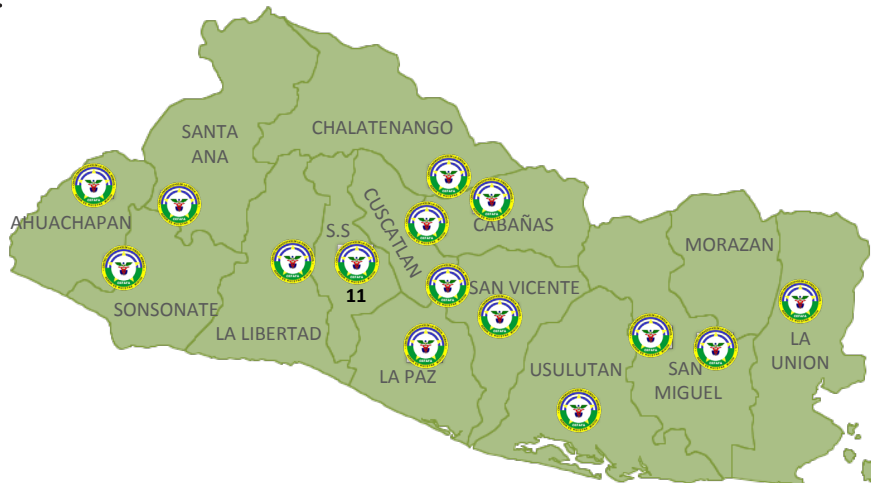 SANTA
ANA
CHALATENANGO
AHUACHAPAN
CUSCATLAN
CABAÑAS
S.S
11
MORAZAN
SONSONATE
LA LIBERTAD
SAN VICENTE
LA PAZ
USULUTAN
SAN
MIGUEL
LA
UNION